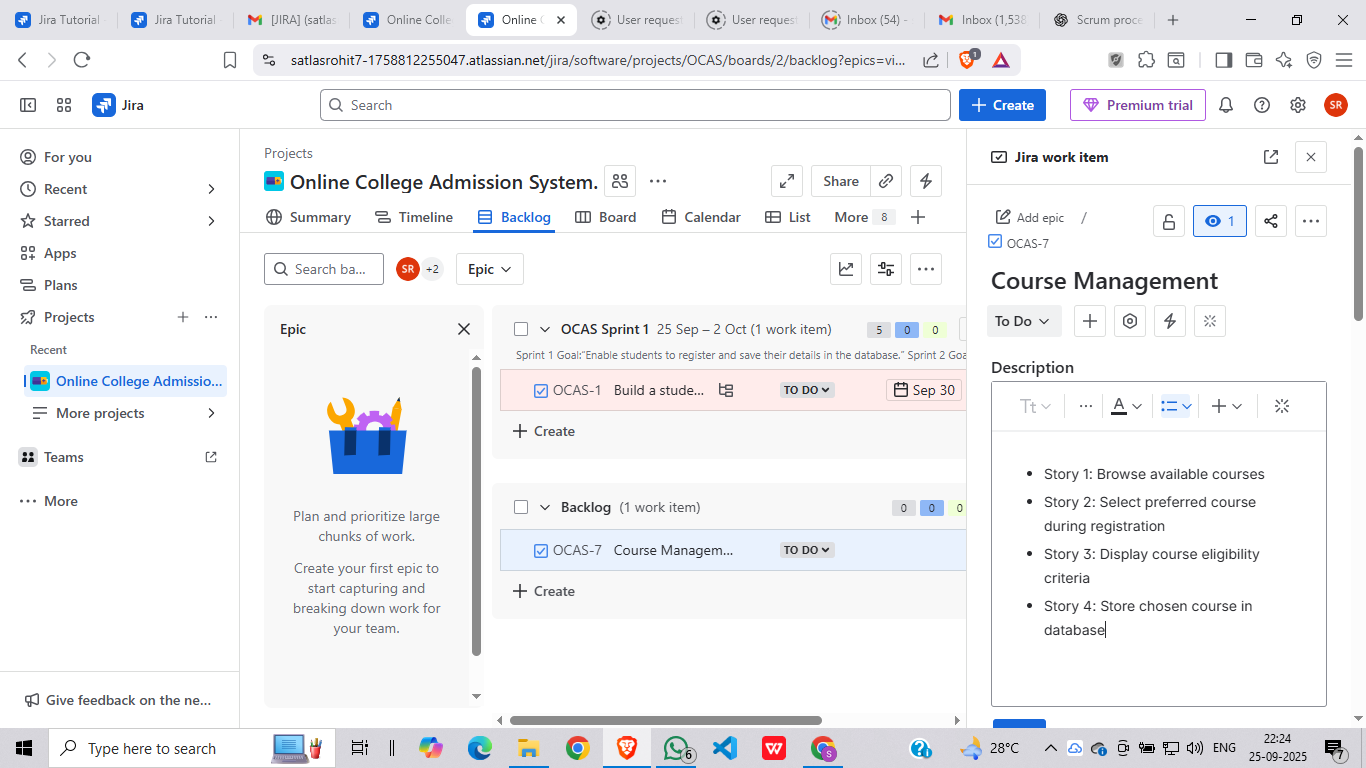 Jira Tutorial
Jira Tutorial
[JIRA] (satlas
Online Colle
Online C
User request
User request
Inbox (54) -
Inbox (1,538
Scrum proce
satlasrohit7-1758812255047.atlassian.net/jira/software/projects/OCAS/boards/2/backlog?epics=vi...
1
Jira
Search
Create
Premium trial
SR
For you
Recent
Starred
Apps
Plans
Projects
Recent
Online College Admissio...
More projects
Teams
More
Give feedback on the ne...
Projects
Online College Admission System.
Share
Summary
Timeline
Backlog
Board
Calendar
List
More 8
Search ba...
SR
+2
Epic
Epic
Plan and prioritize large
chunks of work.
Create your first epic to
start capturing and
breaking down work for
your team.
OCAS Sprint 1 25 Sep – 2 Oct (1 work item)
5 0 0
Sprint 1 Goal:“Enable students to register and save their details in the database.” Sprint 2 Goa
OCAS-1 Build a stude... TO DO Sep 30
Create
Backlog (1 work item)
0 0 0
OCAS-7 Course Managem... TO DO
Create
Jira work item
Add epic /
OCAS-7
1
Course Management
To Do
Description
Tt
A
• Story 1: Browse available courses
• Story 2: Select preferred course
during registration
• Story 3: Display course eligibility
criteria
• Story 4: Store chosen course in
database
Type here to search
6
S
28°C
ENG
22:24
25-09-2025
7